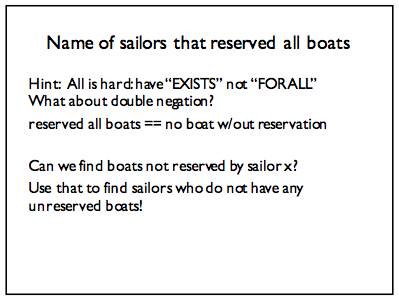 Name of sailors that reserved all boats
Hint: All is hard: have “EXISTS” not “FORALL”
What about double negation?
reserved all boats == no boat w/out reservation
Can we find boats not reserved by sailor x?
Use that to find sailors who do not have any
unreserved boats!